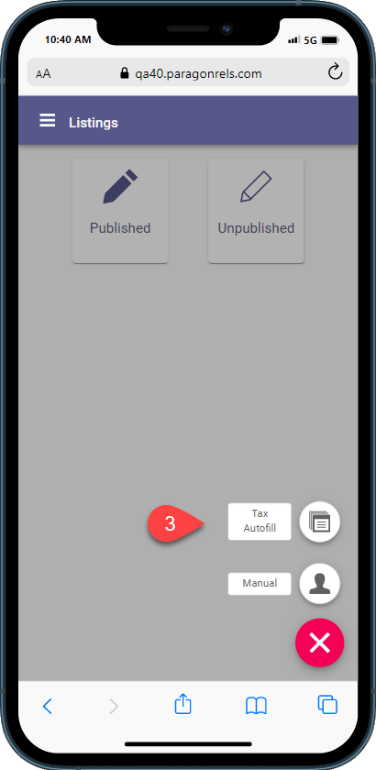 10:40 AM
5G
AA
qa40.paragonrels.com
Listings
Published
Unpublished
3
Tax
Autofill
Manual